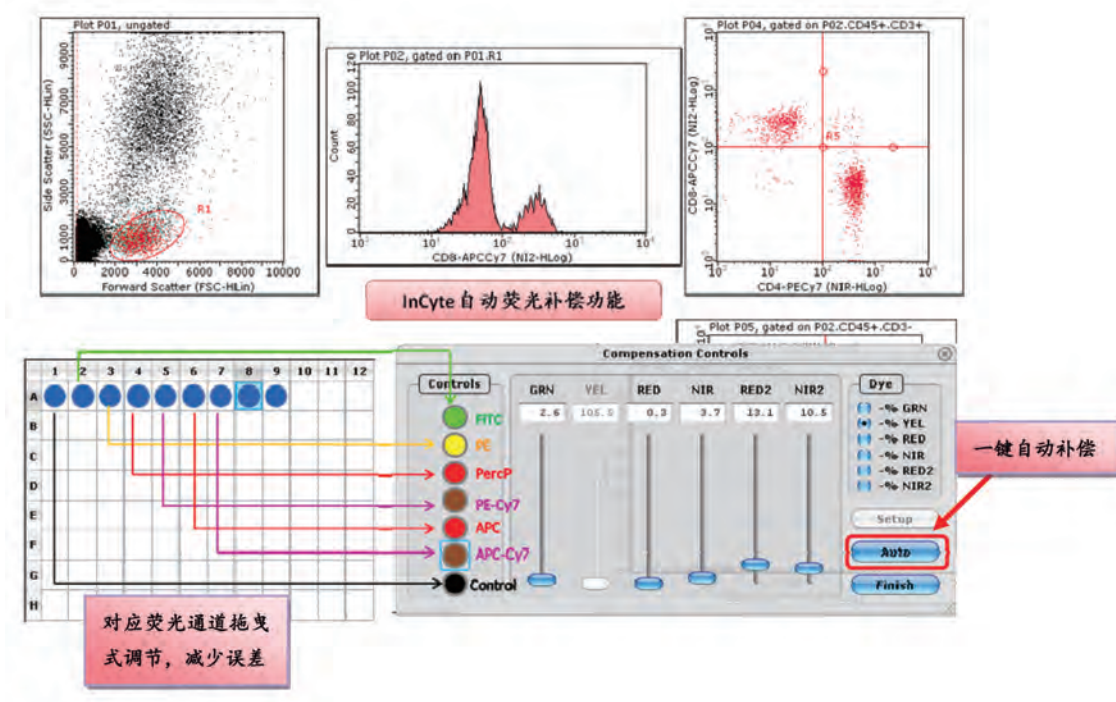 Plot P01, ungated
Side Scatter (SSC-HLin)
0 1000 3000 5000 7000 9000
0 2000 4000 6000 8000 10000
Forward Scatter (FSC-HLin)
R1
Plot P02, gated on P01.R1
Count
0 20 40 60 80 100 120
CD8-APCCy7 (NI2-HLog)
Plot P04, gated on P02.CD45+.CD3+
CD8-APCCy7 (NI2-HLog)
R5
CD4-PECy7 (NIR-HLog)
InCyte自动荧光补偿功能
Plot P05, gated on P02.CD45+.CD3-
1 2 3 4 5 6 7 8 9 10 11 12
A
B
C
D
E
F
G
H
Compensation Controls
Controls
FITC
PE
PercP
PE-Cy7
APC
APC-Cy7
Control
GRN YEL RED NIR RED2 NIR2
2.6 0.3 3.7 13.1 10.5
Dye
-% GRN
-% YEL
-% RED
-% NIR
-% RED2
-% NIR2
Setup
Auto
Finish
一键自动补偿
对应荧光通道拖曳
式调节，减少误差